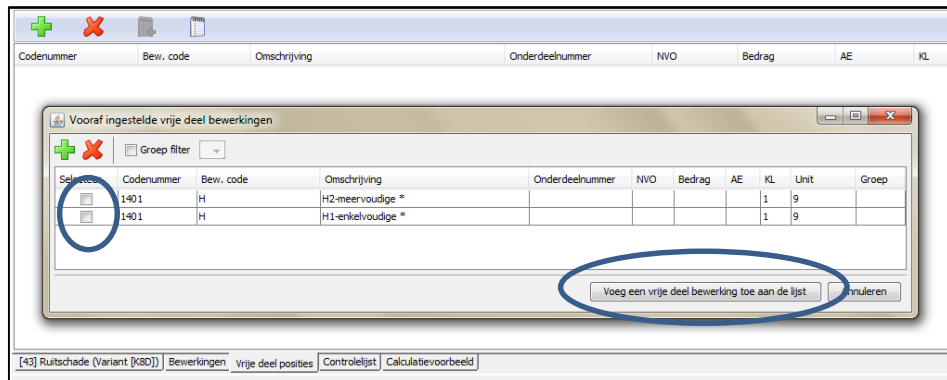 Codenummer Bew. code Omschrijving Onderdeelnummer NVO Bedrag AE KL
Vooraf ingestelde vrije deel bewerkingen
Groep filter
Codenummer Bew. code Omschrijving Onderdeelnummer NVO Bedrag AE KL Unit Groep
1401 H H2-meervoudige * 1 9
1401 H H1-enkelvoudige * 1 9
Voeg een vrije deel bewerking toe aan de lijst Annuleren
[43] Ruitschade (Variant [K8D]) Bewerkingen Vrije deel posities Controlelijst Calculatievoorbeeld